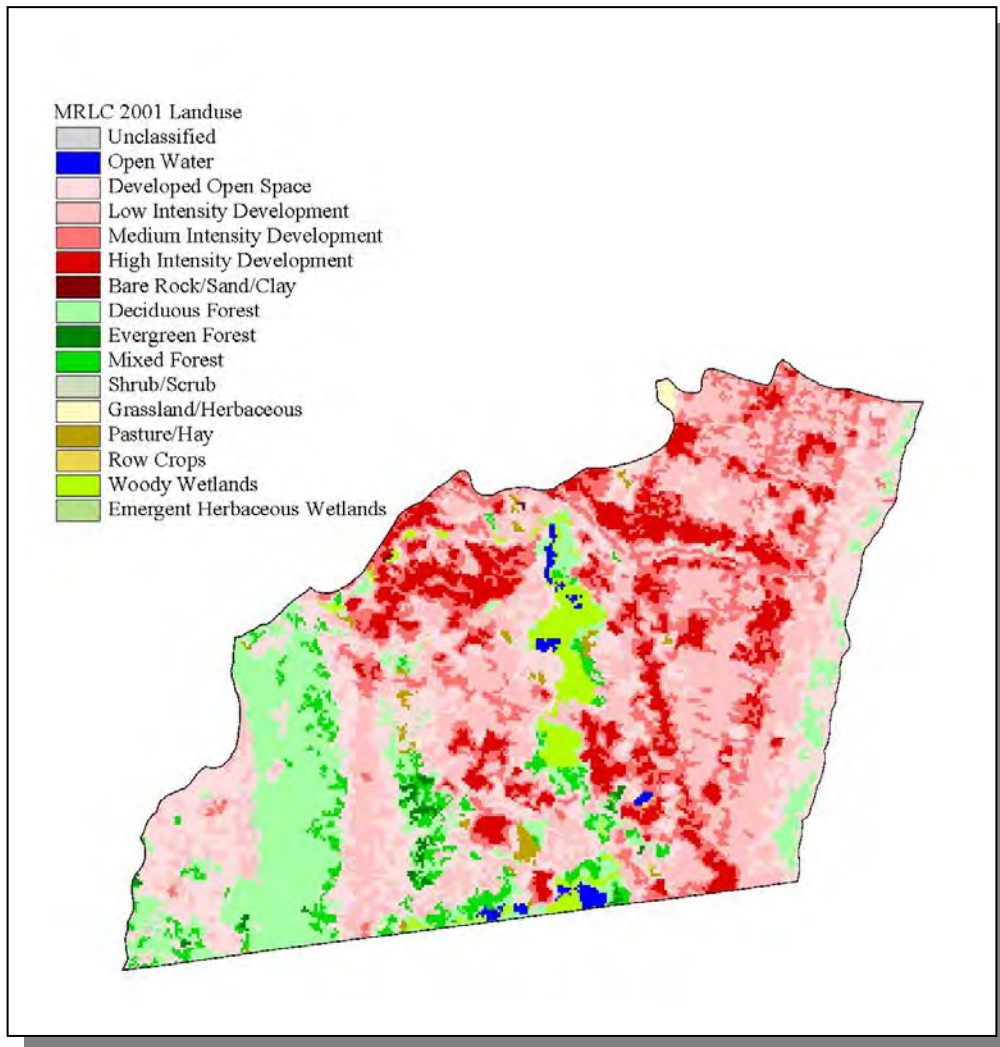 MRLC 2001 Landuse
Unclassified
Open Water
Developed Open Space
Low Intensity Development
Medium Intensity Development
High Intensity Development
Bare Rock/Sand/Clay
Deciduous Forest
Evergreen Forest
Mixed Forest
Shrub/Scrub
Grassland/Herbaceous
Pasture/Hay
Row Crops
Woody Wetlands
Emergent Herbaceous Wetlands